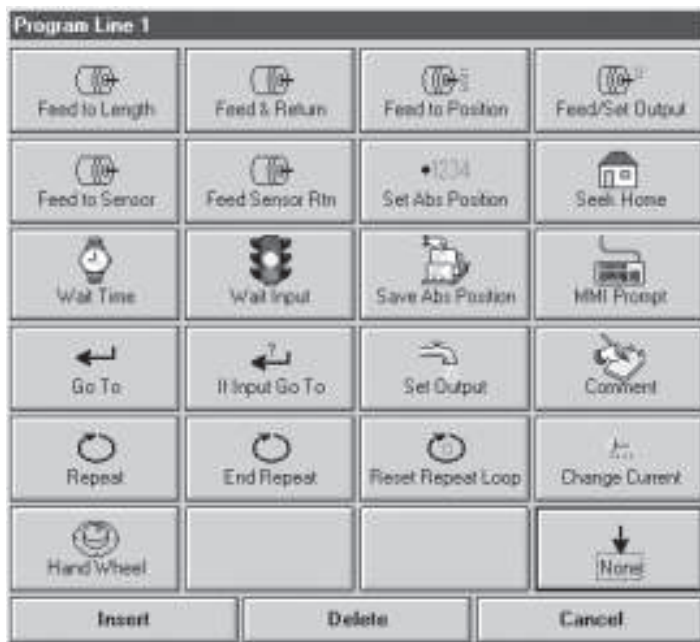 Program Line 1
Feed to Length
Feed & Return
Feed to Position
Feed/Set Output
Feed to Sensor
Feed Sensor Rtn
•1234
Set Abs Position
Seek Home
Wait Time
Wait Input
Save Abs Position
MMI Prompt
Go To
?
If Input Go To
Set Output
Comment
Repeat
End Repeat
Reset Repeat Loop
Change Current
Hand Wheel
None
Insert
Delete
Cancel